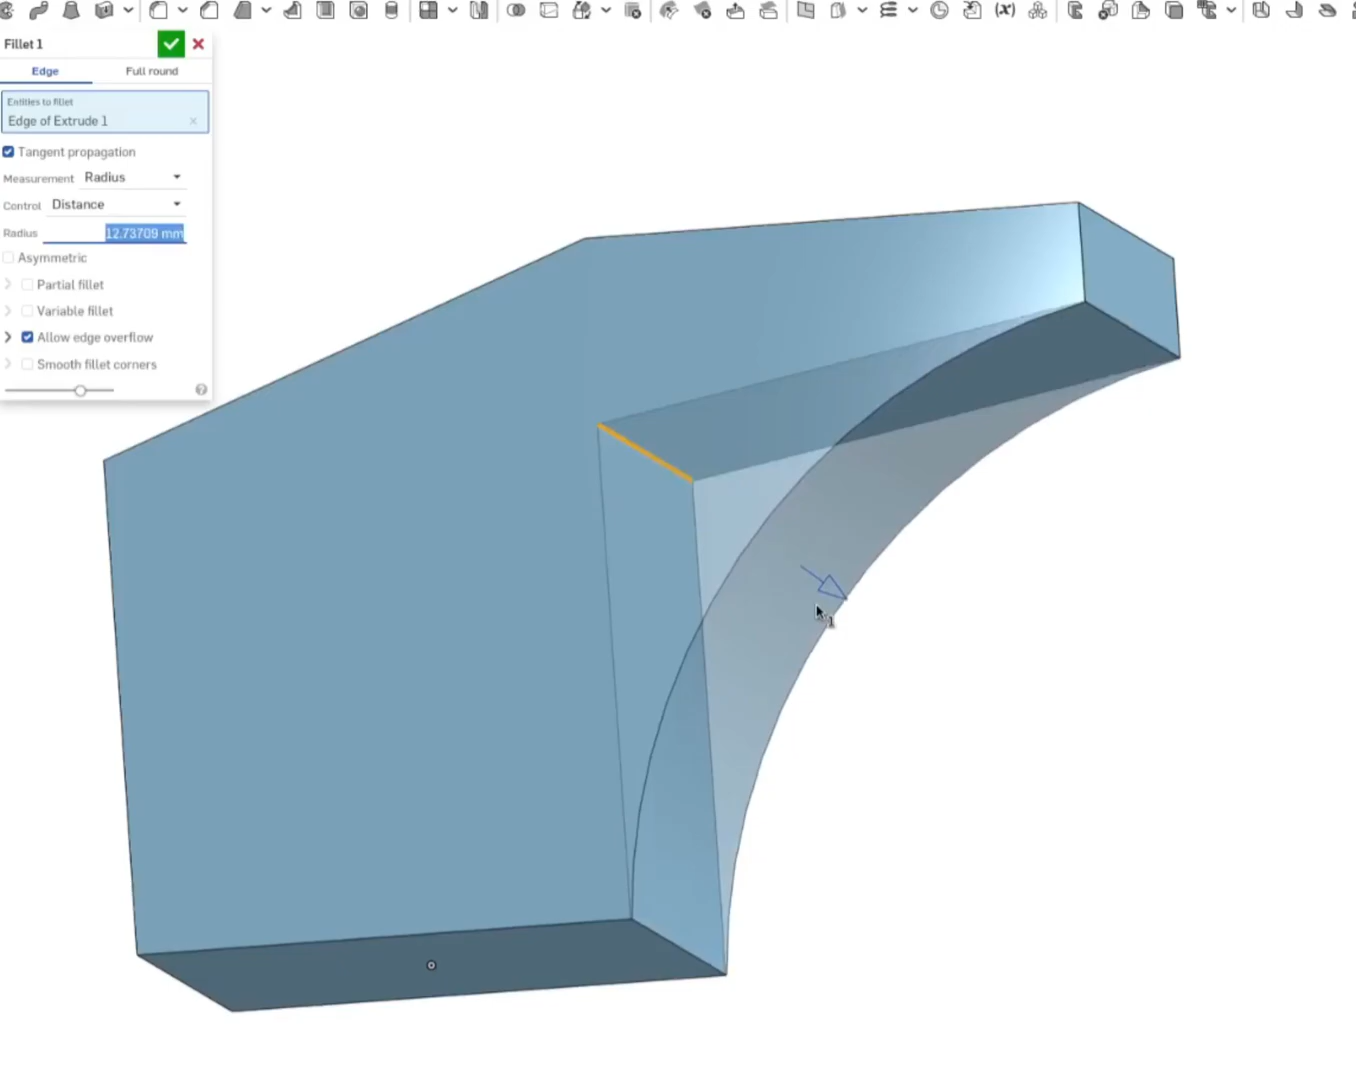 (x)
Fillet 1
Edge
Full round
Entities to fillet
Edge of Extrude 1
Tangent propagation
Measurement Radius
Control Distance
Radius 12.73709 mm
Asymmetric
Partial fillet
Variable fillet
Allow edge overflow
Smooth fillet corners
?
1